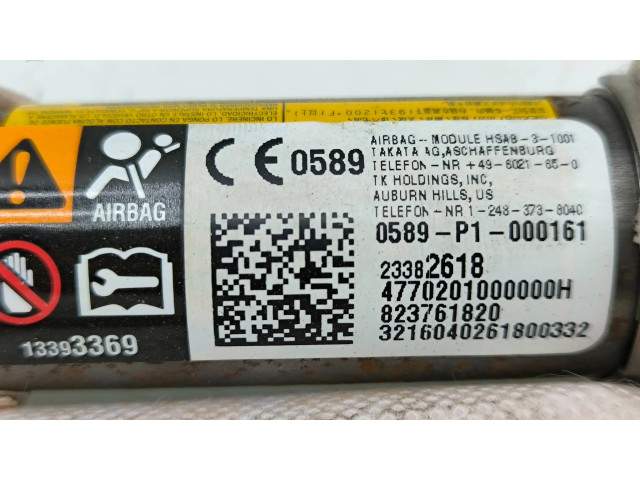 AIRBAG
13393369
CE 0589
AIRBAG-MODULE HSAB-3-1001
TAKATA AG,ASCHAFFENBURG
TELEFON-NR +49-6021-65-0
TK HOLDINGS, INC,
AUBURN HILLS, US
TELEFON-NR 1-248-373-8040
0589-P1-000161
23382618
4770201000000H
823761820
3216040261800332